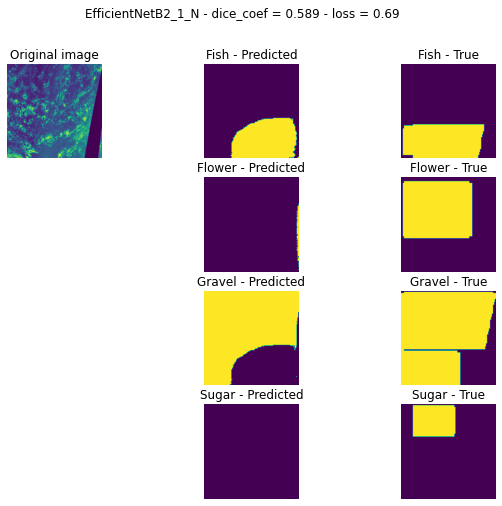 EfficientNetB2_1_N - dice_coef = 0.589 - loss = 0.69
Original image
Fish - Predicted
Fish - True
Flower - Predicted
Flower - True
Gravel - Predicted
Gravel - True
Sugar - Predicted
Sugar - True